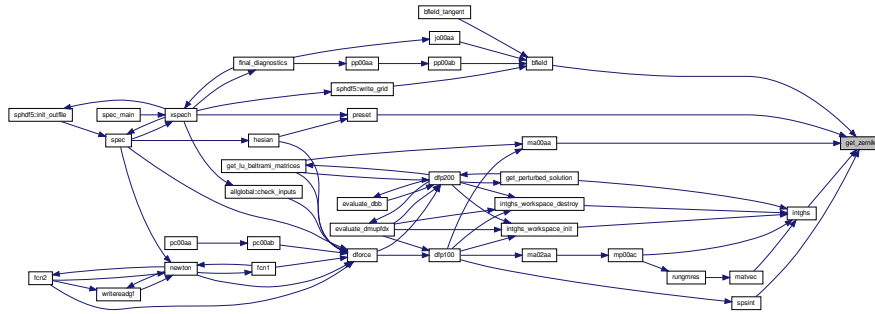 bfield_tangent
jo00aa
final_diagnostics
pp00aa
pp00ab
bfield
sphdf5::write_grid
sphdf5::init_outfile
spec_main
xspech
preset
spec
hesian
ma00aa
get_zernik
get_lu_beltrami_matrices
dfp200
get_perturbed_solution
allglobal::check_inputs
evaluate_dbb
intghs_workspace_destroy
intghs
evaluate_dmupfdx
intghs_workspace_init
pc00aa
pc00ab
dforce
dfp100
ma02aa
mp00ac
newton
fcn1
fcn2
rungmres
matvec
writereadgf
spsint